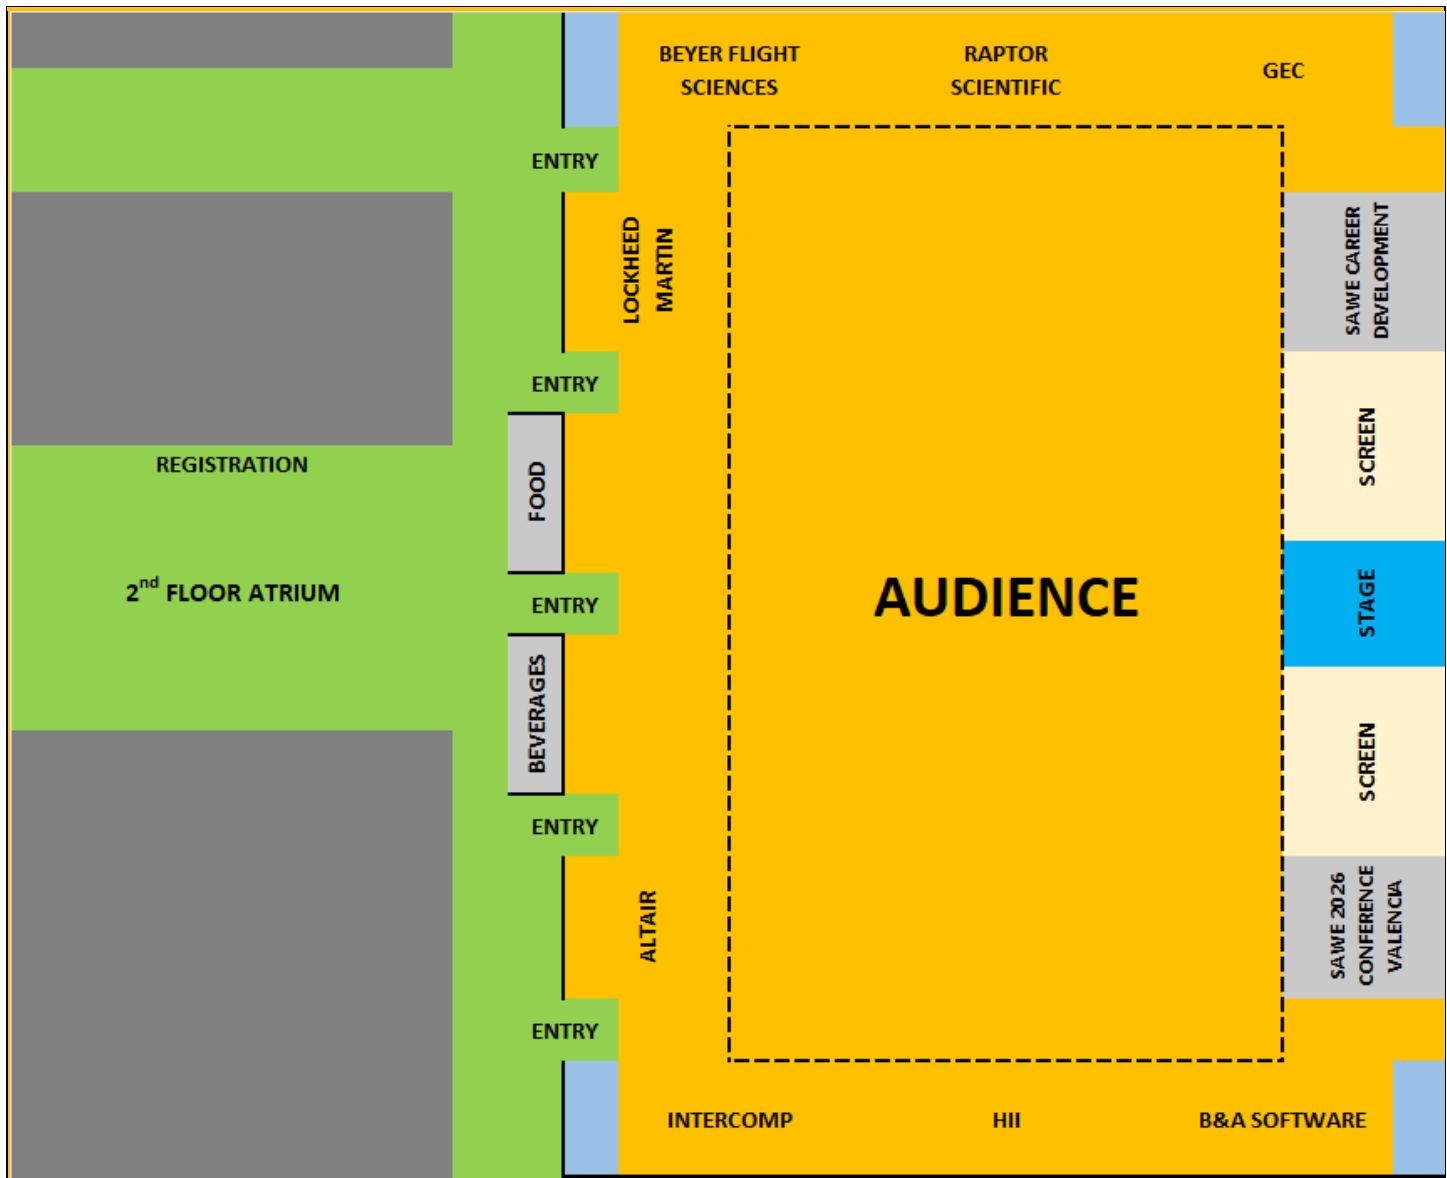 BEYER FLIGHT
SCIENCES
RAPTOR
SCIENTIFIC
GEC
ENTRY
LOCKHEED
MARTIN
SAWE CAREER
DEVELOPMENT
ENTRY
SCREEN
REGISTRATION
FOOD
2nd FLOOR ATRIUM
ENTRY
AUDIENCE
STAGE
BEVERAGES
SCREEN
ENTRY
ALTAIR
SAWE 2026
CONFERENCE
VALENCIA
ENTRY
INTERCOMP
HII
B&A SOFTWARE